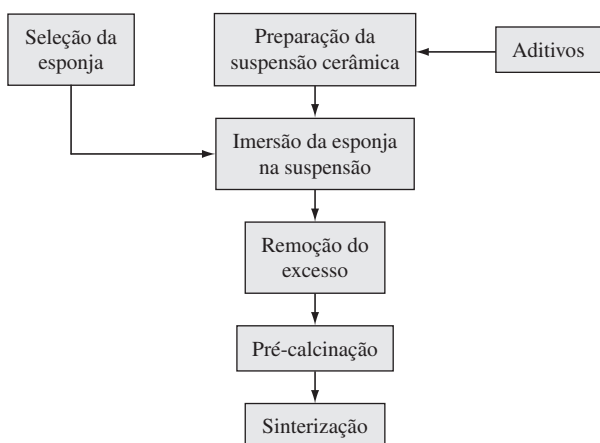 Seleção da
esponja
Preparação da
suspensão cerâmica
Aditivos
Imersão da esponja
na suspensão
Remoção do
excesso
Pré-calcinação
Sinterização